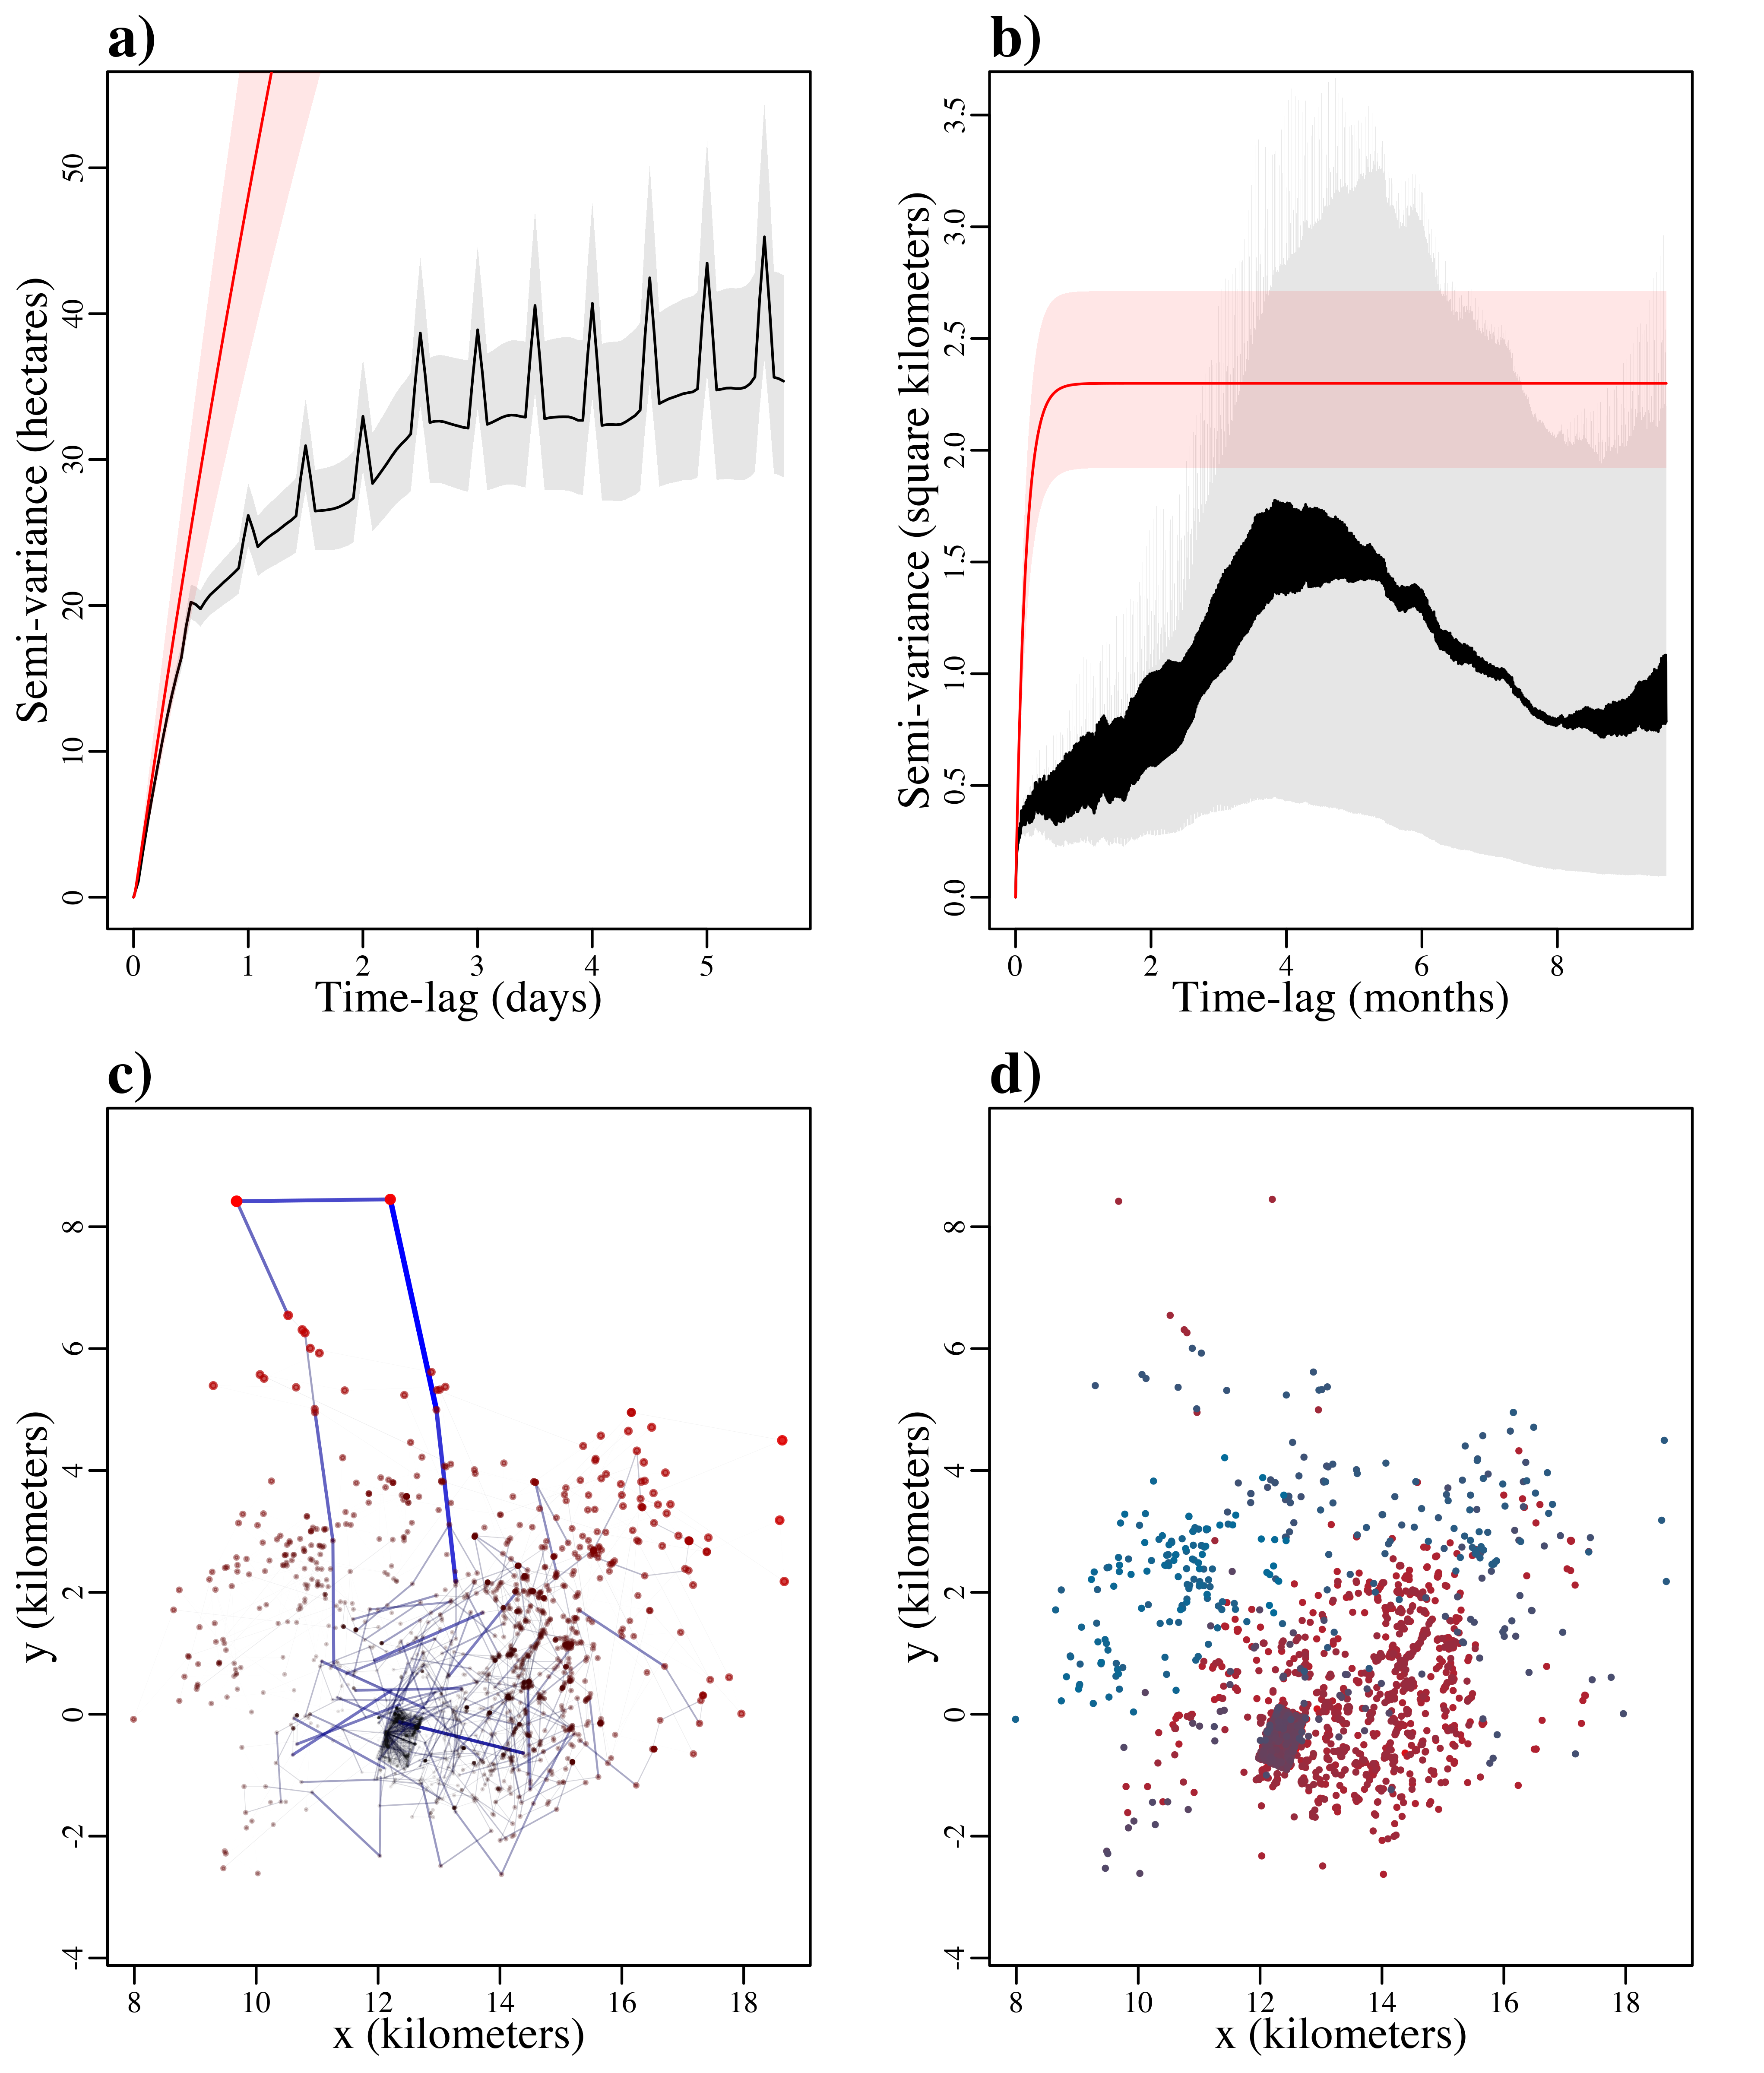 a)
Semi-variance (hectares)
50
40
30
20
10
0
0 1 2 3 4 5
Time-lag (days)
b)
Semi-variance (square kilometers)
3.5
3.0
2.5
2.0
1.5
1.0
0.5
0.0
0 2 4 6 8
Time-lag (months)
c)
y (kilometers)
8
6
4
2
0
-2
-4
8 10 12 14 16 18
x (kilometers)
d)
y (kilometers)
8
6
4
2
0
-2
-4
8 10 12 14 16 18
x (kilometers)